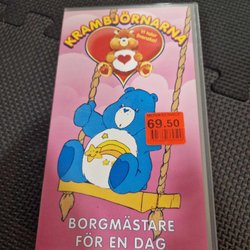 KRAMBJÖRNARNA
69.50
BORGMÄSTARE
FÖR EN DAG